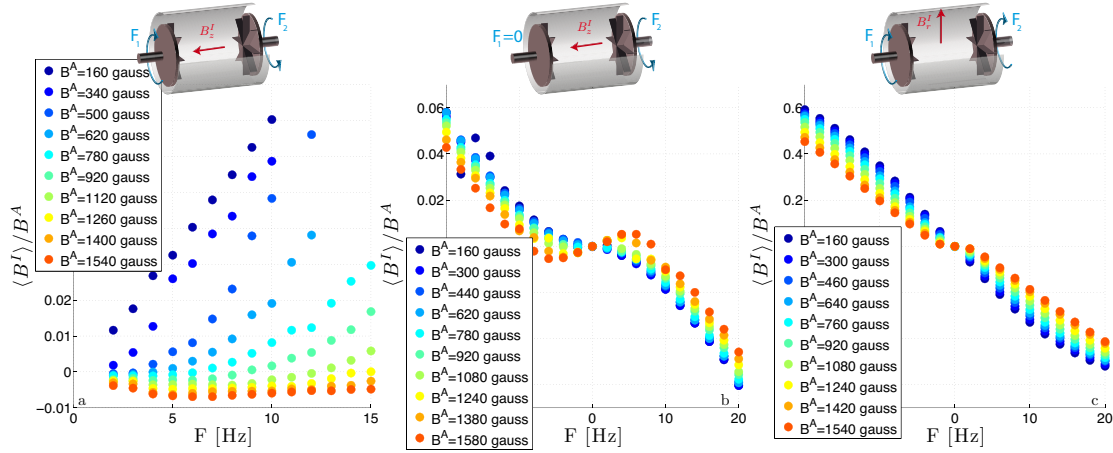 F₁ B_z^I F₂
B^A=160 gauss
B^A=340 gauss
B^A=500 gauss
B^A=620 gauss
B^A=780 gauss
B^A=920 gauss
B^A=1120 gauss
B^A=1260 gauss
B^A=1400 gauss
B^A=1540 gauss
⟨B^I⟩/B^A
0.02
0.01
0
−0.01
a
0 5 10 15
F [Hz]
F₁=0 B_z^I F₂
0.06
0.04
0.02
⟨B^I⟩/B^A
B^A=160 gauss
B^A=300 gauss
B^A=440 gauss
B^A=620 gauss
B^A=780 gauss
B^A=920 gauss
B^A=1080 gauss
B^A=1240 gauss
B^A=1380 gauss
B^A=1580 gauss
b
0 10 20
F [Hz]
F₁ B_r^I F₂
0.6
0.4
0.2
⟨B^I⟩/B^A
B^A=160 gauss
B^A=300 gauss
B^A=460 gauss
B^A=640 gauss
B^A=760 gauss
B^A=920 gauss
B^A=1080 gauss
B^A=1240 gauss
B^A=1420 gauss
B^A=1540 gauss
c
0 10 20
F [Hz]